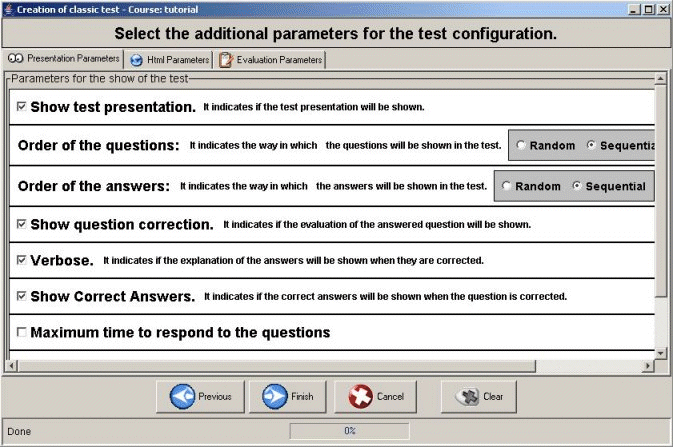 Creation of classic test - Course: tutorial
Select the additional parameters for the test configuration.
Presentation Parameters Html Parameters Evaluation Parameters
Parameters for the show of the test
Show test presentation. It indicates if the test presentation will be shown.
Order of the questions: It indicates the way in which the questions will be shown in the test. Random Sequentia
Order of the answers: It indicates the way in which the answers will be shown in the test. Random Sequential
Show question correction. It indicates if the evaluation of the answered question will be shown.
Verbose. It indicates if the explanation of the answers will be shown when they are corrected.
Show Correct Answers. It indicates if the correct answers will be shown when the question is corrected.
Maximum time to respond to the questions
Previous Finish Cancel Clear
Done 0%